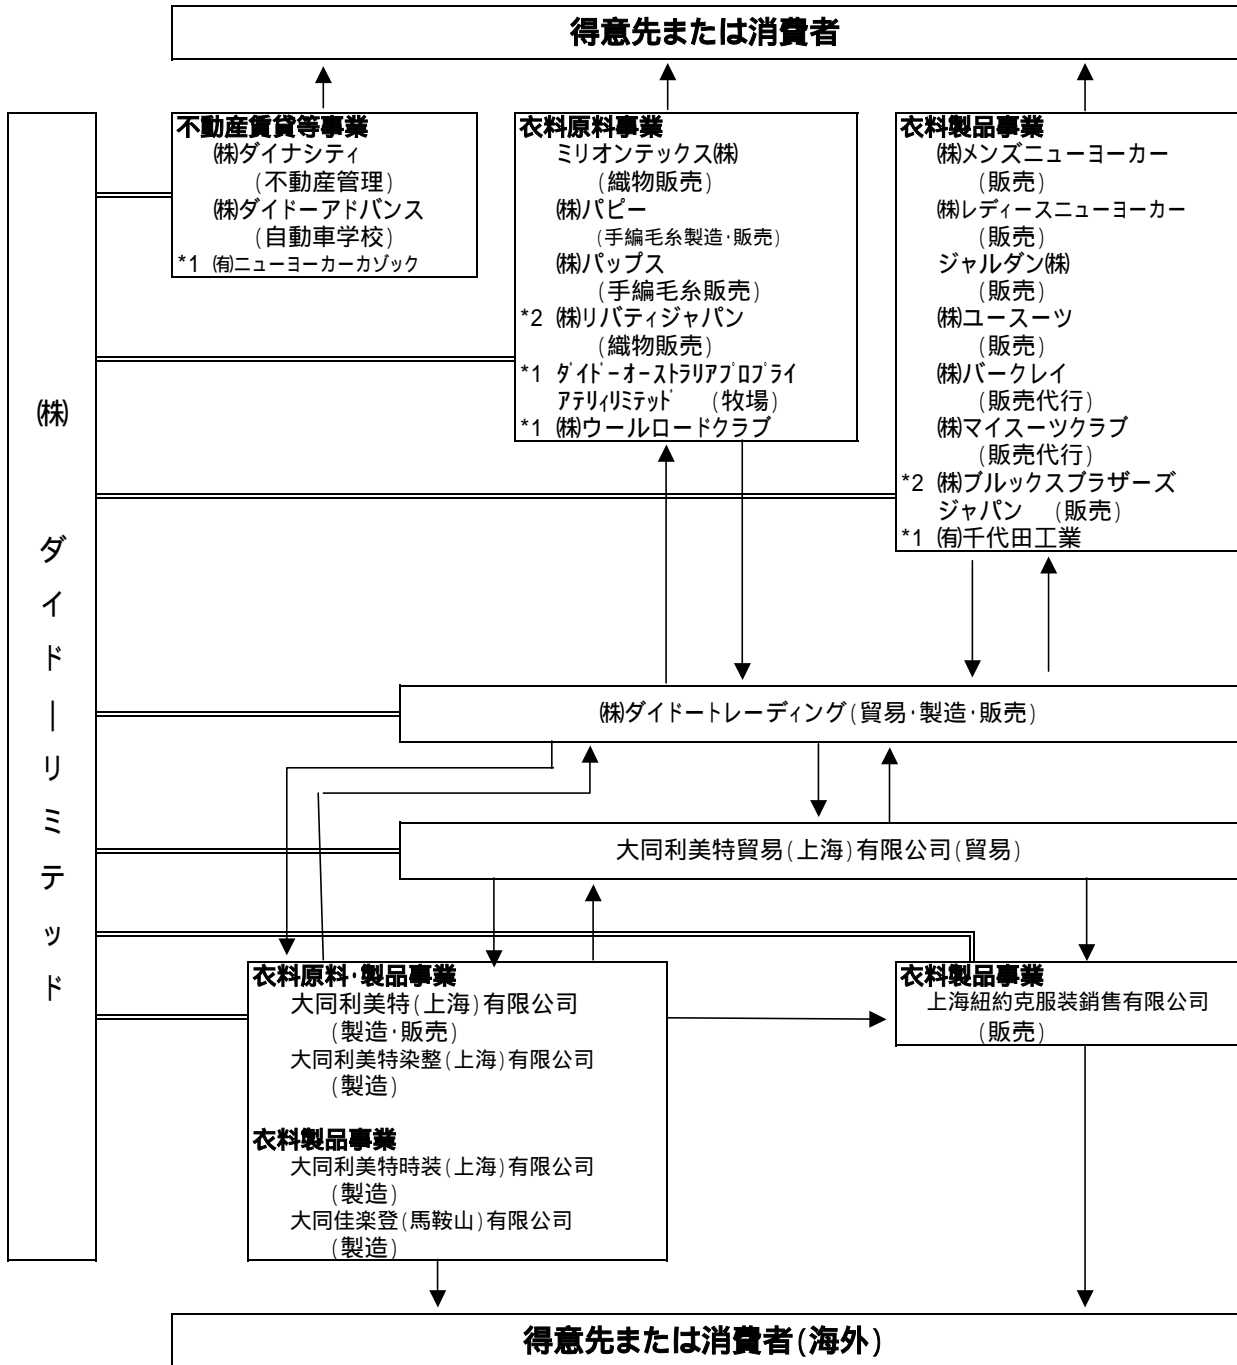 得意先または消費者
不動産賃貸等事業
㈱ダイナシティ
(不動産管理)
㈱ダイドーアドバンス
(自動車学校)
*1 ㈲ニューヨーカーカゾック
衣料原料事業
ミリオンテックス㈱
(織物販売)
㈱パピー
(手編毛糸製造・販売)
㈱パップス
(手編毛糸販売)
*2 ㈱リバティジャパン
(織物販売)
*1 ダイドーオーストラリアプロプライ
アテリィリミテッド (牧場)
*1 ㈱ウールロードクラブ
衣料製品事業
㈱メンズニューヨーカー
(販売)
㈱レディースニューヨーカー
(販売)
ジャルダン㈱
(販売)
㈱ユースーツ
(販売)
㈱バークレイ
(販売代行)
㈱マイスーツクラブ
(販売代行)
*2 ㈱ブルックスブラザーズ
ジャパン (販売)
*1 ㈲千代田工業
㈱ダイドーリミテッド
㈱ダイドートレーディング(貿易・製造・販売)
大同利美特貿易(上海)有限公司(貿易)
衣料原料・製品事業
大同利美特(上海)有限公司
(製造・販売)
大同利美特染整(上海)有限公司
(製造)
衣料製品事業
大同利美特時装(上海)有限公司
(製造)
大同佳楽登(馬鞍山)有限公司
(製造)
衣料製品事業
上海紐約克服装銷售有限公司
(販売)
得意先または消費者(海外)